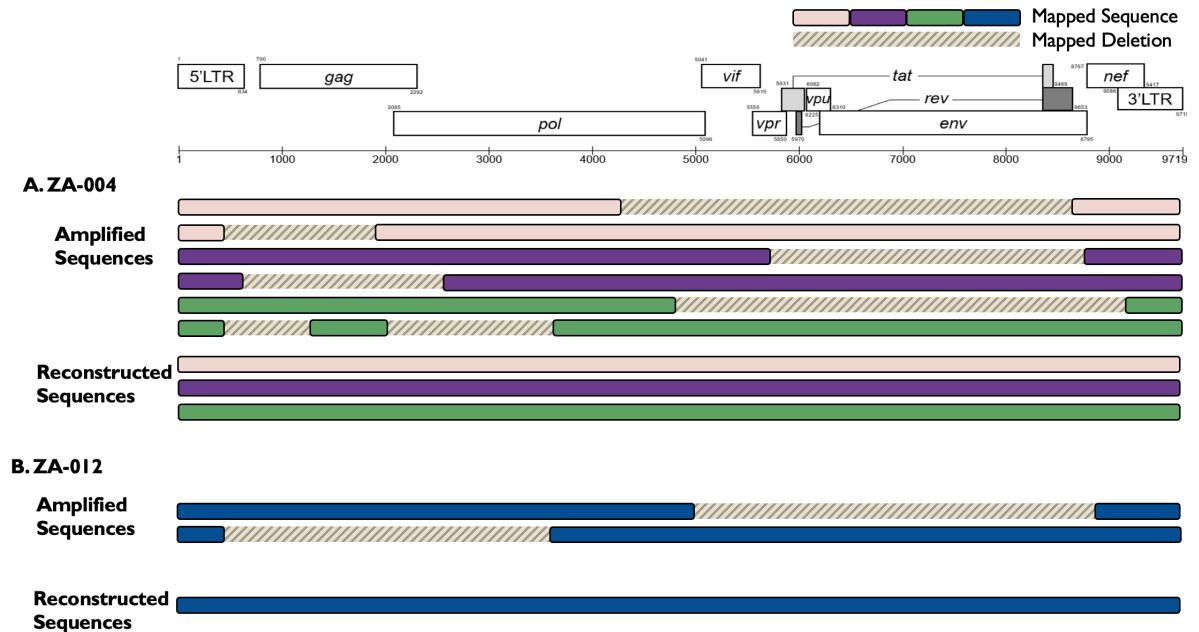 Mapped Sequence
Mapped Deletion
1
5'LTR
634
790
gag
2292
2085
pol
5096
5041
vif
5619
5559
vpr
5850
5831
5970
6062
vpu
6310
6225
tat
rev
env
8469
8653
8795
8797
nef
9417
9086
3'LTR
9719
1 1000 2000 3000 4000 5000 6000 7000 8000 9000 9719
A. ZA-004
Amplified
Sequences
Reconstructed
Sequences
B. ZA-012
Amplified
Sequences
Reconstructed
Sequences